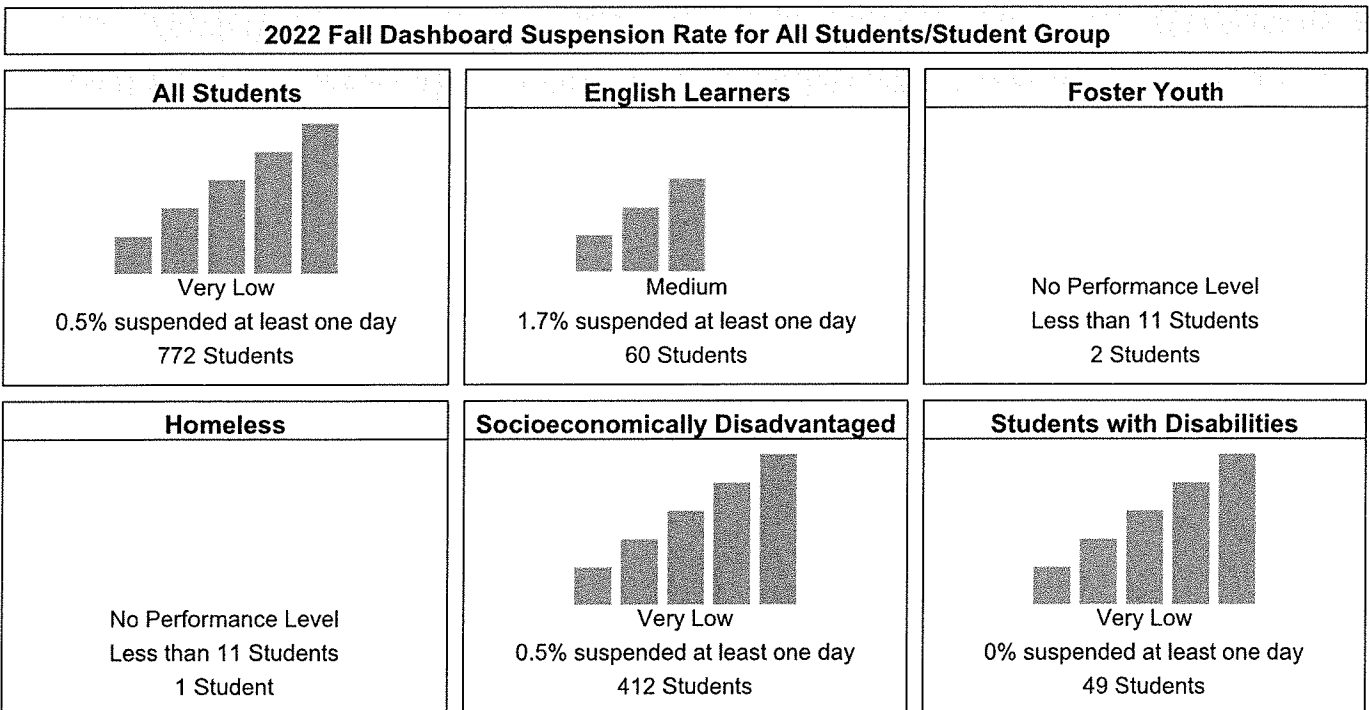 2022 Fall Dashboard Suspension Rate for All Students/Student Group
All Students
Very Low
0.5% suspended at least one day
772 Students
English Learners
Medium
1.7% suspended at least one day
60 Students
Foster Youth
No Performance Level
Less than 11 Students
2 Students
Homeless
No Performance Level
Less than 11 Students
1 Student
Socioeconomically Disadvantaged
Very Low
0.5% suspended at least one day
412 Students
Students with Disabilities
Very Low
0% suspended at least one day
49 Students